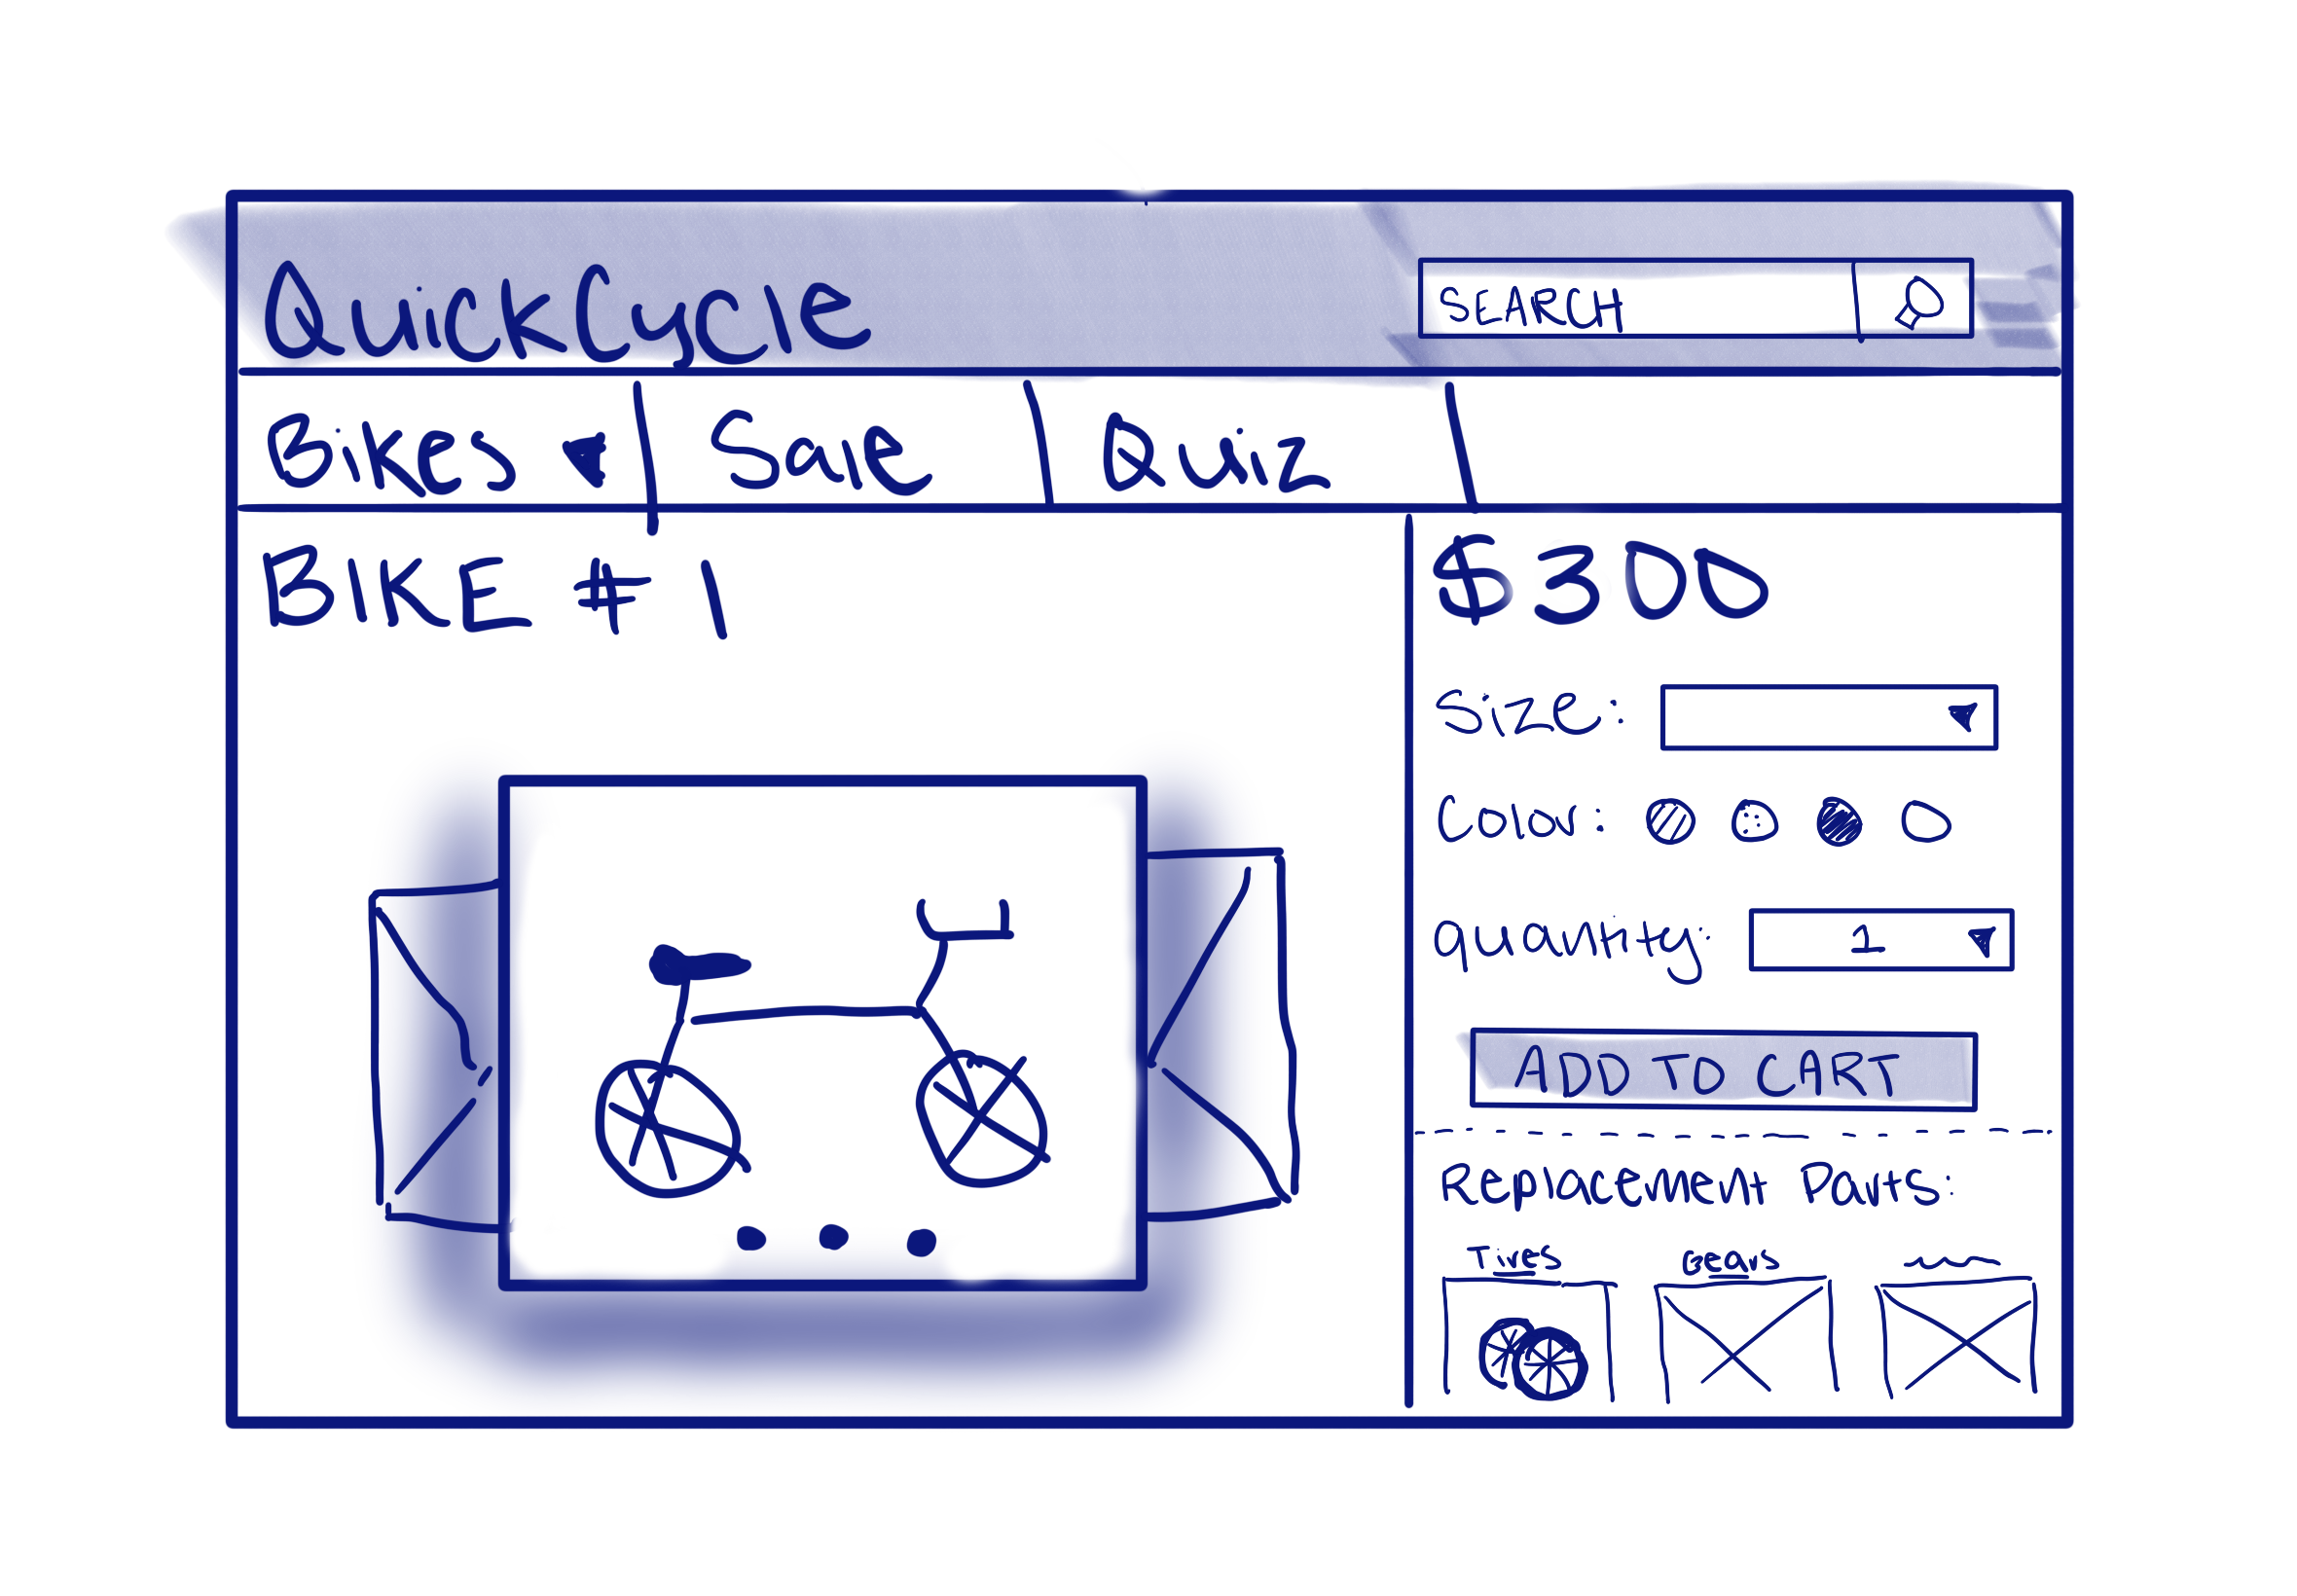 QuickCycle
SEARCH
Bikes Sale Quiz
BIKE # 1
$300
Size:
Color:
quantity: 1
ADD TO CART
Replacement Parts:
Tires Gears